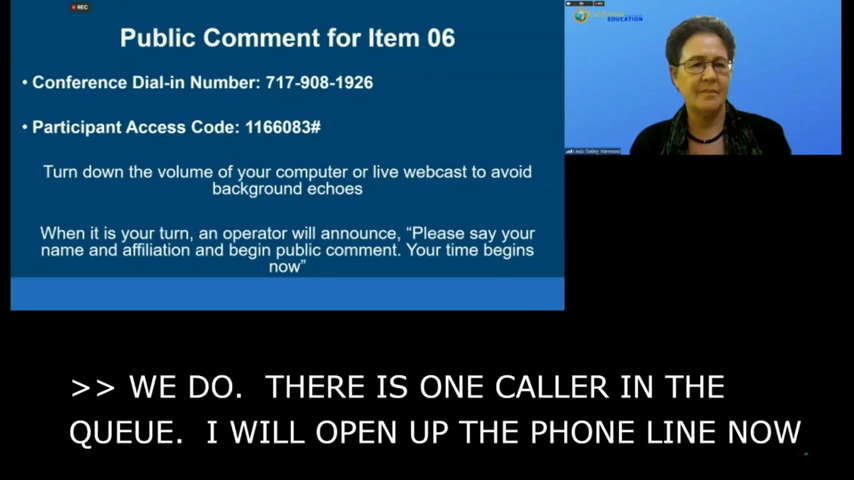 REC
Public Comment for Item 06
• Conference Dial-in Number: 717-908-1926
• Participant Access Code: 1166083#
Turn down the volume of your computer or live webcast to avoid
background echoes
When it is your turn, an operator will announce, “Please say your
name and affiliation and begin public comment. Your time begins
now”
EDUCATION
>> WE DO.  THERE IS ONE CALLER IN THE
QUEUE.  I WILL OPEN UP THE PHONE LINE NOW